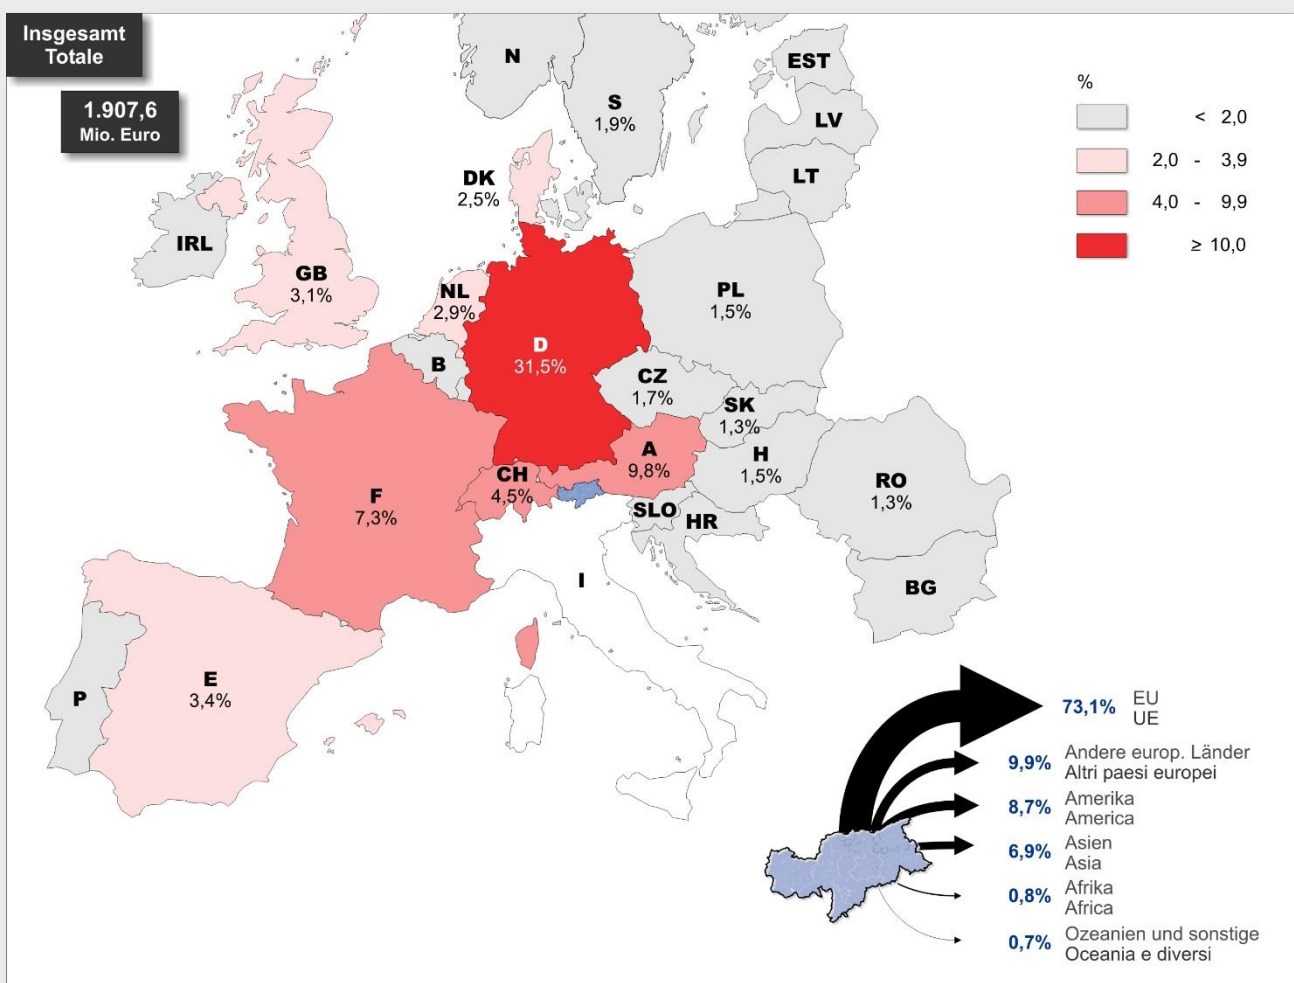 Insgesamt
Totale
1.907,6
Mio. Euro
%
< 2,0
2,0 - 3,9
4,0 - 9,9
≥ 10,0
N
S
1,9%
EST
LV
LT
DK
2,5%
IRL
GB
3,1%
NL
2,9%
B
D
31,5%
PL
1,5%
CZ
1,7%
SK
1,3%
A
9,8%
H
1,5%
CH
4,5%
F
7,3%
RO
1,3%
SLO
HR
BG
I
E
3,4%
P
73,1% EU
UE
9,9% Andere europ. Länder
Altri paesi europei
8,7% Amerika
America
6,9% Asien
Asia
0,8% Afrika
Africa
0,7% Ozeanien und sonstige
Oceania e diversi